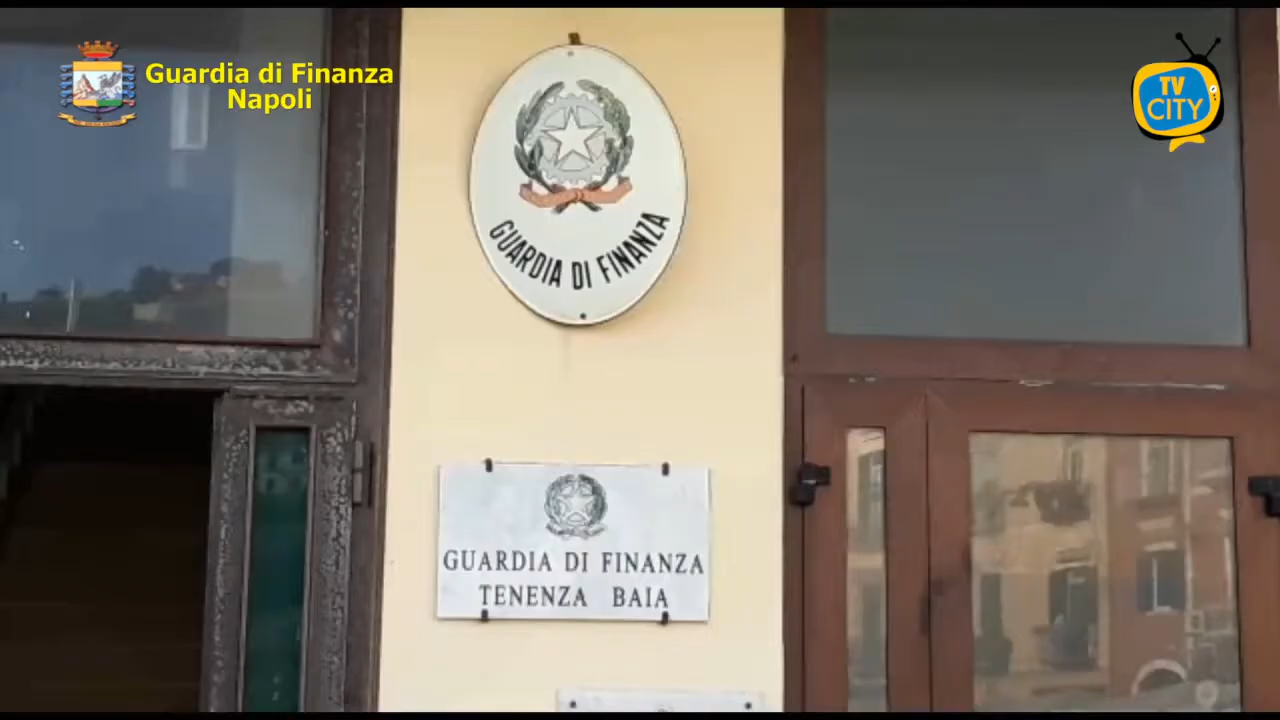 Guardia di Finanza
Napoli
TV
CITY
GUARDIA DI FINANZA
GUARDIA DI FINANZA
TENENZA BAIA